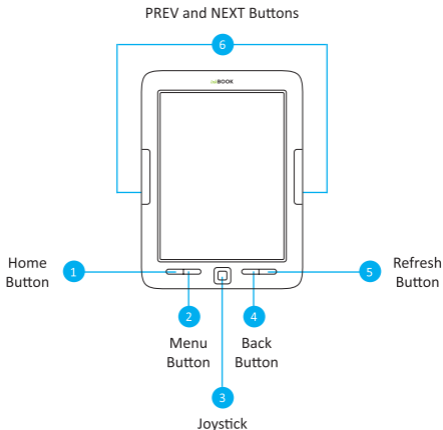 PREV and NEXT Buttons
6
BOOK
Home
Button
1
5
Refresh
Button
2
4
Menu
Button
Back
Button
3
Joystick